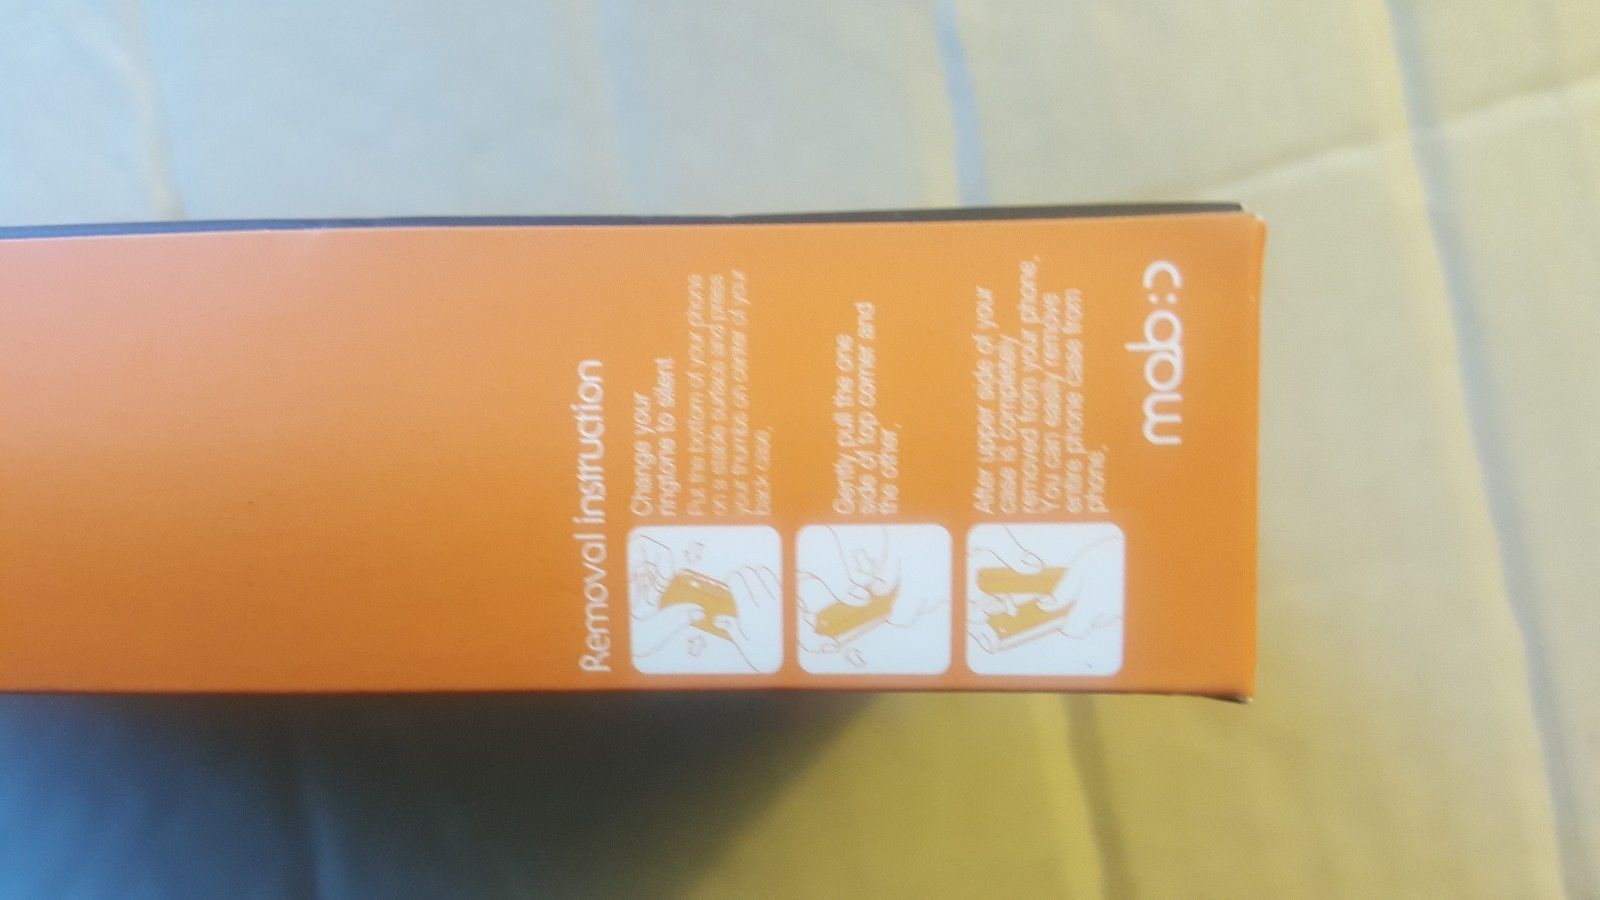 Removal instruction
Change your
ringtone to silent
Put the bottom of your phone
on a stable surface and press
your thumbs on center of your
back case,
Gently pull the one
side of top corner and
the other,
After upper side of your
case is completely
removed from your phone,
You can easily remove
entire phone case from
phone,
mob:c